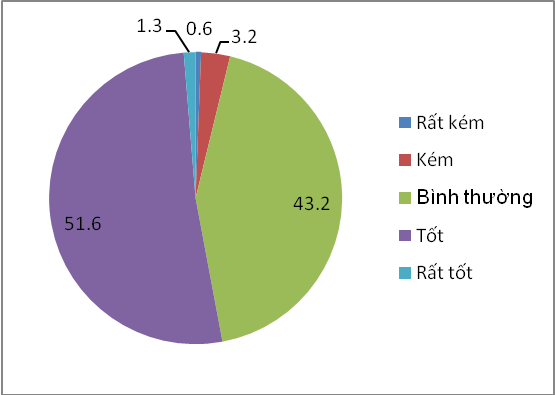 1.3
0.6
3.2
43.2
51.6
Rất kém
Kém
Bình thường
Tốt
Rất tốt